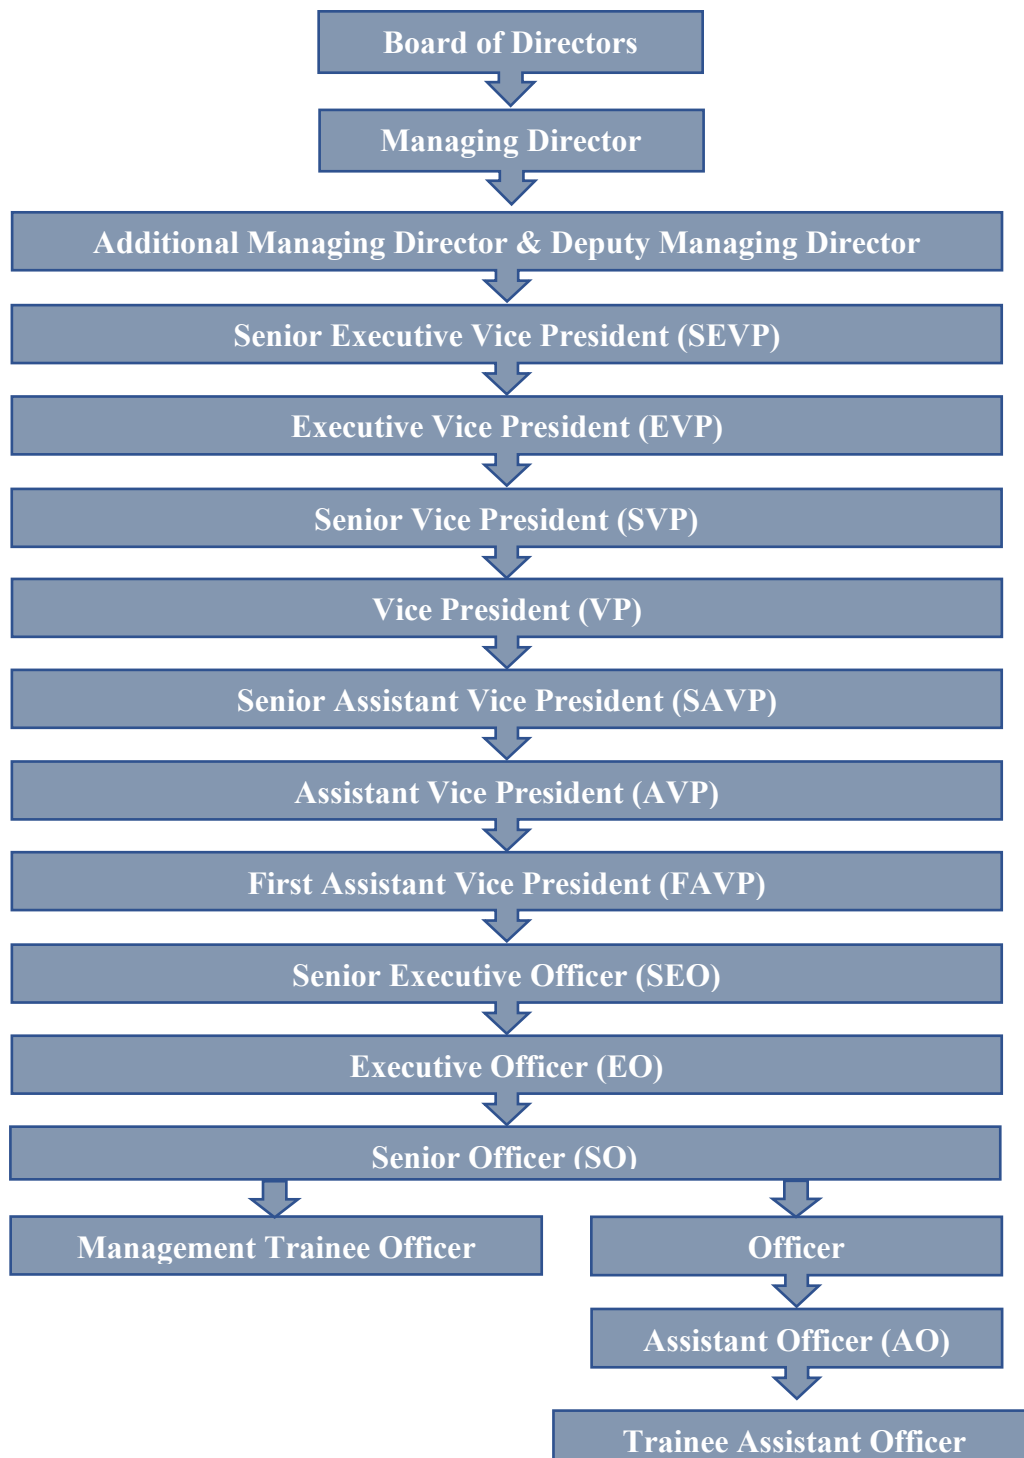 Board of Directors
Managing Director
Additional Managing Director & Deputy Managing Director
Senior Executive Vice President (SEVP)
Executive Vice President (EVP)
Senior Vice President (SVP)
Vice President (VP)
Senior Assistant Vice President (SAVP)
Assistant Vice President (AVP)
First Assistant Vice President (FAVP)
Senior Executive Officer (SEO)
Executive Officer (EO)
Senior Officer (SO)
Management Trainee Officer
Officer
Assistant Officer (AO)
Trainee Assistant Officer